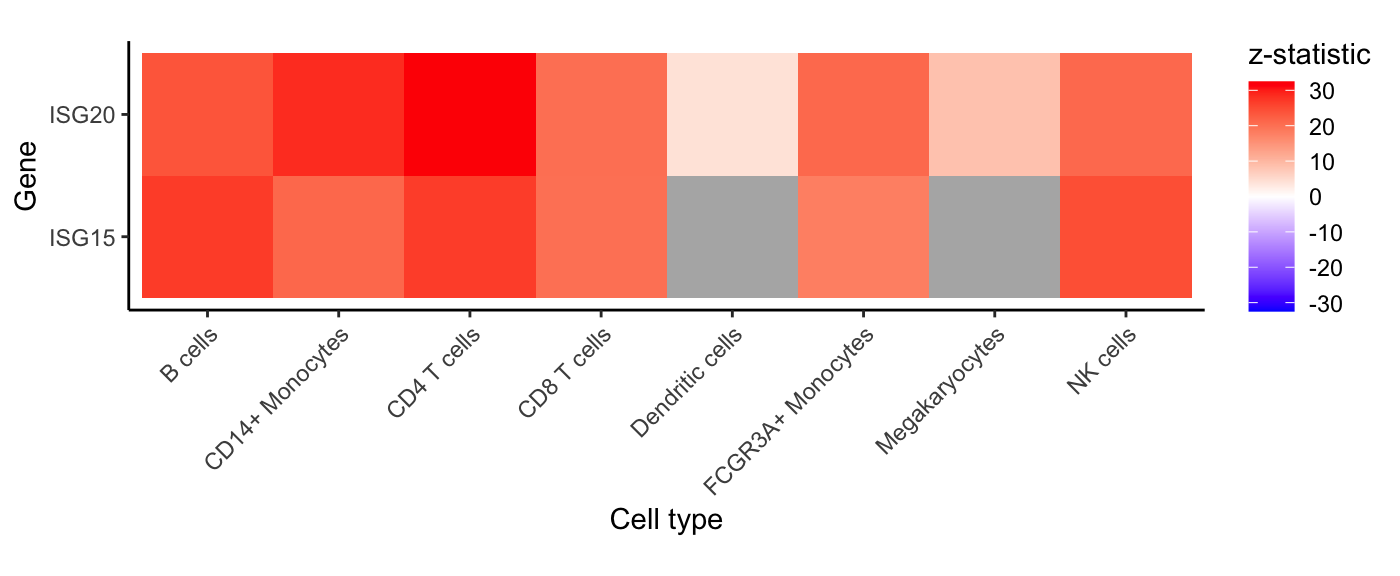 z-statistic
30
20
10
0
-10
-20
-30
Gene
ISG20
ISG15
B cells
CD14+ Monocytes
CD4 T cells
CD8 T cells
Dendritic cells
FCGR3A+ Monocytes
Megakaryocytes
NK cells
Cell type